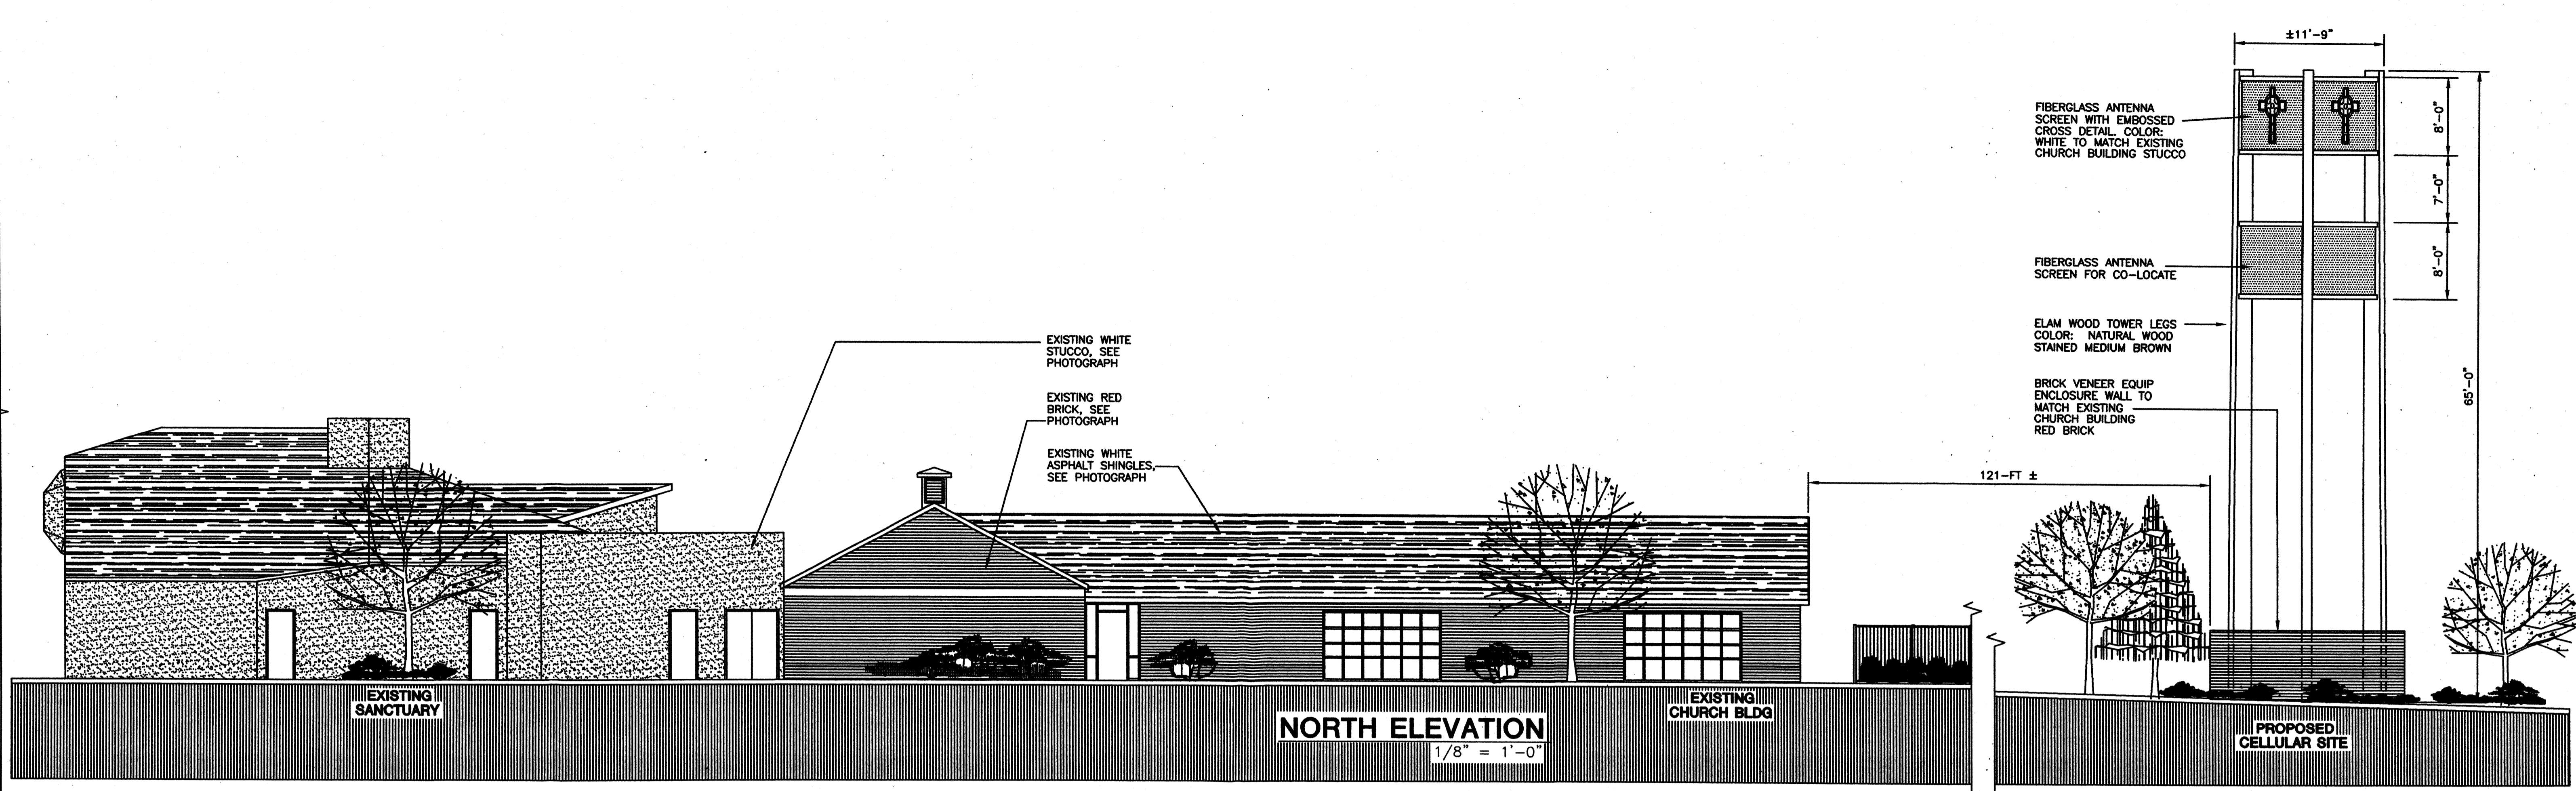 ±11'-9"
FIBERGLASS ANTENNA
SCREEN WITH EMBOSSED
CROSS DETAIL. COLOR:
WHITE TO MATCH EXISTING
CHURCH BUILDING STUCCO
8'-0"
7'-0"
8'-0"
65'-0"
FIBERGLASS ANTENNA
SCREEN FOR CO-LOCATE
ELAM WOOD TOWER LEGS
COLOR: NATURAL WOOD
STAINED MEDIUM BROWN
BRICK VENEER EQUIP
ENCLOSURE WALL TO
MATCH EXISTING
CHURCH BUILDING
RED BRICK
EXISTING WHITE
STUCCO, SEE
PHOTOGRAPH
EXISTING RED
BRICK, SEE
PHOTOGRAPH
EXISTING WHITE
ASPHALT SHINGLES,
SEE PHOTOGRAPH
121-FT ±
EXISTING
SANCTUARY
EXISTING
CHURCH BLDG
NORTH ELEVATION
1/8" = 1'-0"
PROPOSED
CELLULAR SITE